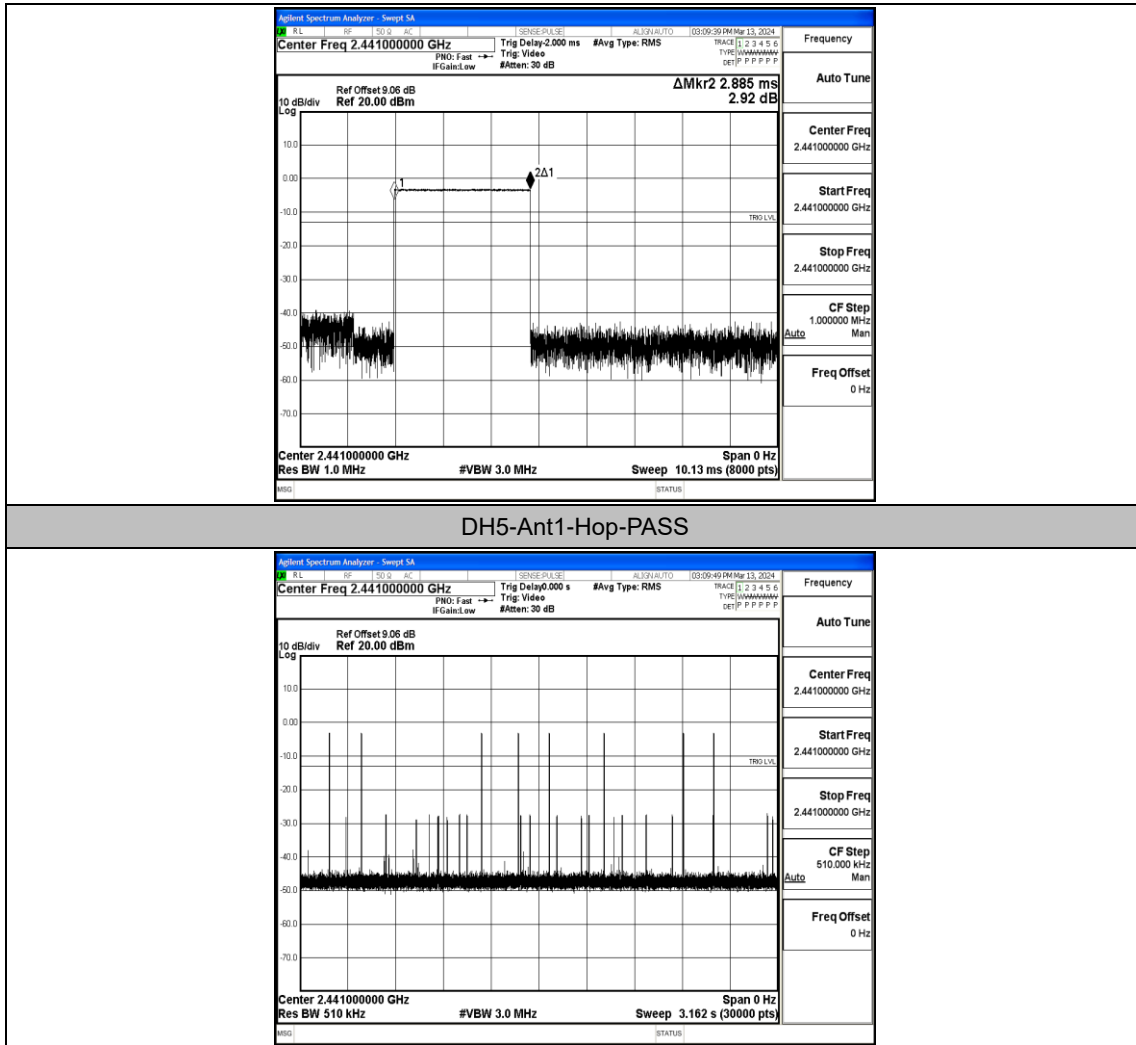 Agilent Spectrum Analyzer - Swept SA
RL RF 50 Ω AC SENSE:PULSE ALIGNAUTO 03:09:39 PM Mar 13, 2024
Center Freq 2.441000000 GHz
PNO: Fast
IFGain:Low
Trig Delay-2.000 ms
Trig: Video
#Atten: 30 dB
#Avg Type: RMS
TRACE 1 2 3 4 5 6
TYPE
DET P P P P P P
ΔMkr2 2.885 ms
2.92 dB
Ref Offset 9.06 dB
10 dB/div Ref 20.00 dBm
Log
10.0
0.00
-10.0
-20.0
-30.0
-40.0
-50.0
-60.0
-70.0
1
2Δ1
TRIG LVL
Center 2.441000000 GHz Span 0 Hz
Res BW 1.0 MHz #VBW 3.0 MHz Sweep 10.13 ms (8000 pts)
MSG STATUS
Frequency
Auto Tune
Center Freq
2.441000000 GHz
Start Freq
2.441000000 GHz
Stop Freq
2.441000000 GHz
CF Step
1.000000 MHz
Auto Man
Freq Offset
0 Hz
DH5-Ant1-Hop-PASS
Agilent Spectrum Analyzer - Swept SA
RL RF 50 Ω AC SENSE:PULSE ALIGNAUTO 03:09:49 PM Mar 13, 2024
Center Freq 2.441000000 GHz
PNO: Fast
IFGain:Low
Trig Delay0.000 s
Trig: Video
#Atten: 30 dB
#Avg Type: RMS
TRACE 1 2 3 4 5 6
TYPE
DET P P P P P P
Ref Offset 9.06 dB
10 dB/div Ref 20.00 dBm
Log
10.0
0.00
-10.0
-20.0
-30.0
-40.0
-50.0
-60.0
-70.0
TRIG LVL
Center 2.441000000 GHz Span 0 Hz
Res BW 510 kHz #VBW 3.0 MHz Sweep 3.162 s (30000 pts)
MSG STATUS
Frequency
Auto Tune
Center Freq
2.441000000 GHz
Start Freq
2.441000000 GHz
Stop Freq
2.441000000 GHz
CF Step
510.000 kHz
Auto Man
Freq Offset
0 Hz